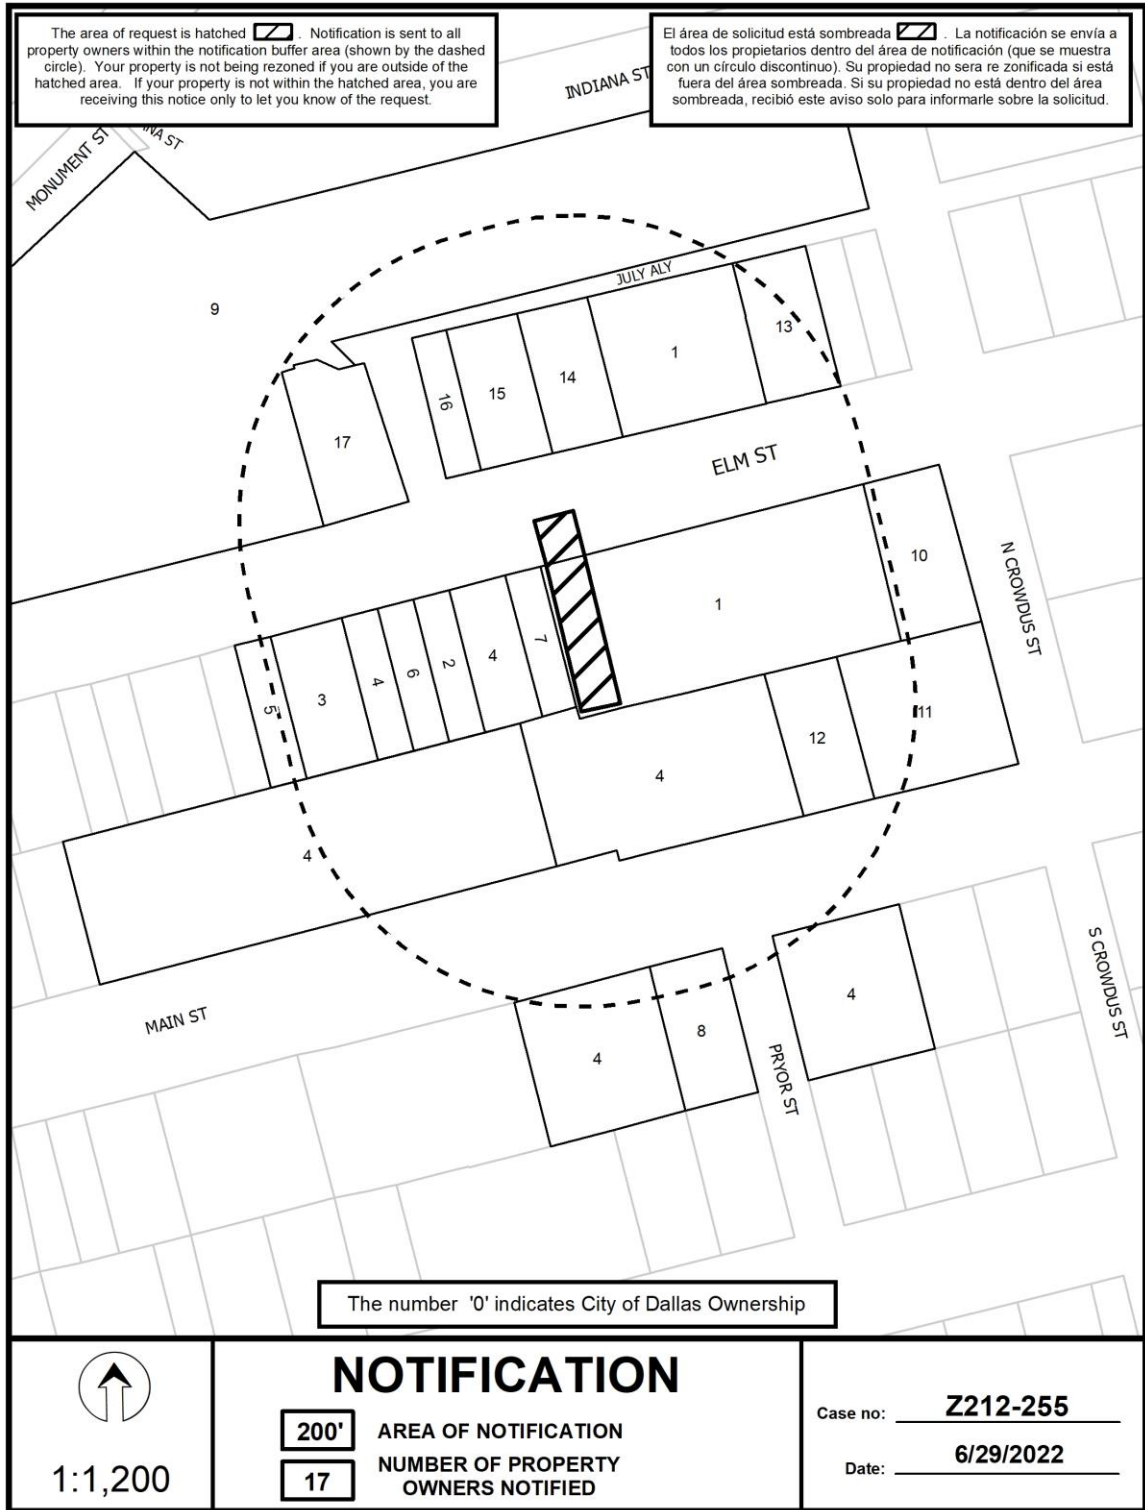 The area of request is hatched . Notification is sent to all
property owners within the notification buffer area (shown by the dashed
circle). Your property is not being rezoned if you are outside of the
hatched area. If your property is not within the hatched area, you are
receiving this notice only to let you know of the request.
El área de solicitud está sombreada . La notificación se envía a
todos los propietarios dentro del área de notificación (que se muestra
con un círculo discontinuo). Su propiedad no sera re zonificada si está
fuera del área sombreada. Si su propiedad no está dentro del área
sombreada, recibió este aviso solo para informarle sobre la solicitud.
INDIANA ST
MONUMENT ST
ST
JULY ALY
9
13
1
14
15
16
17
ELM ST
10
N CROWDUS ST
1
7
4
2
6
4
3
5
11
12
4
4
S CROWDUS ST
MAIN ST
4
8
4
PRYOR ST
The number '0' indicates City of Dallas Ownership
1:1,200
NOTIFICATION
200' AREA OF NOTIFICATION
17 NUMBER OF PROPERTY
OWNERS NOTIFIED
Case no: Z212-255
Date: 6/29/2022